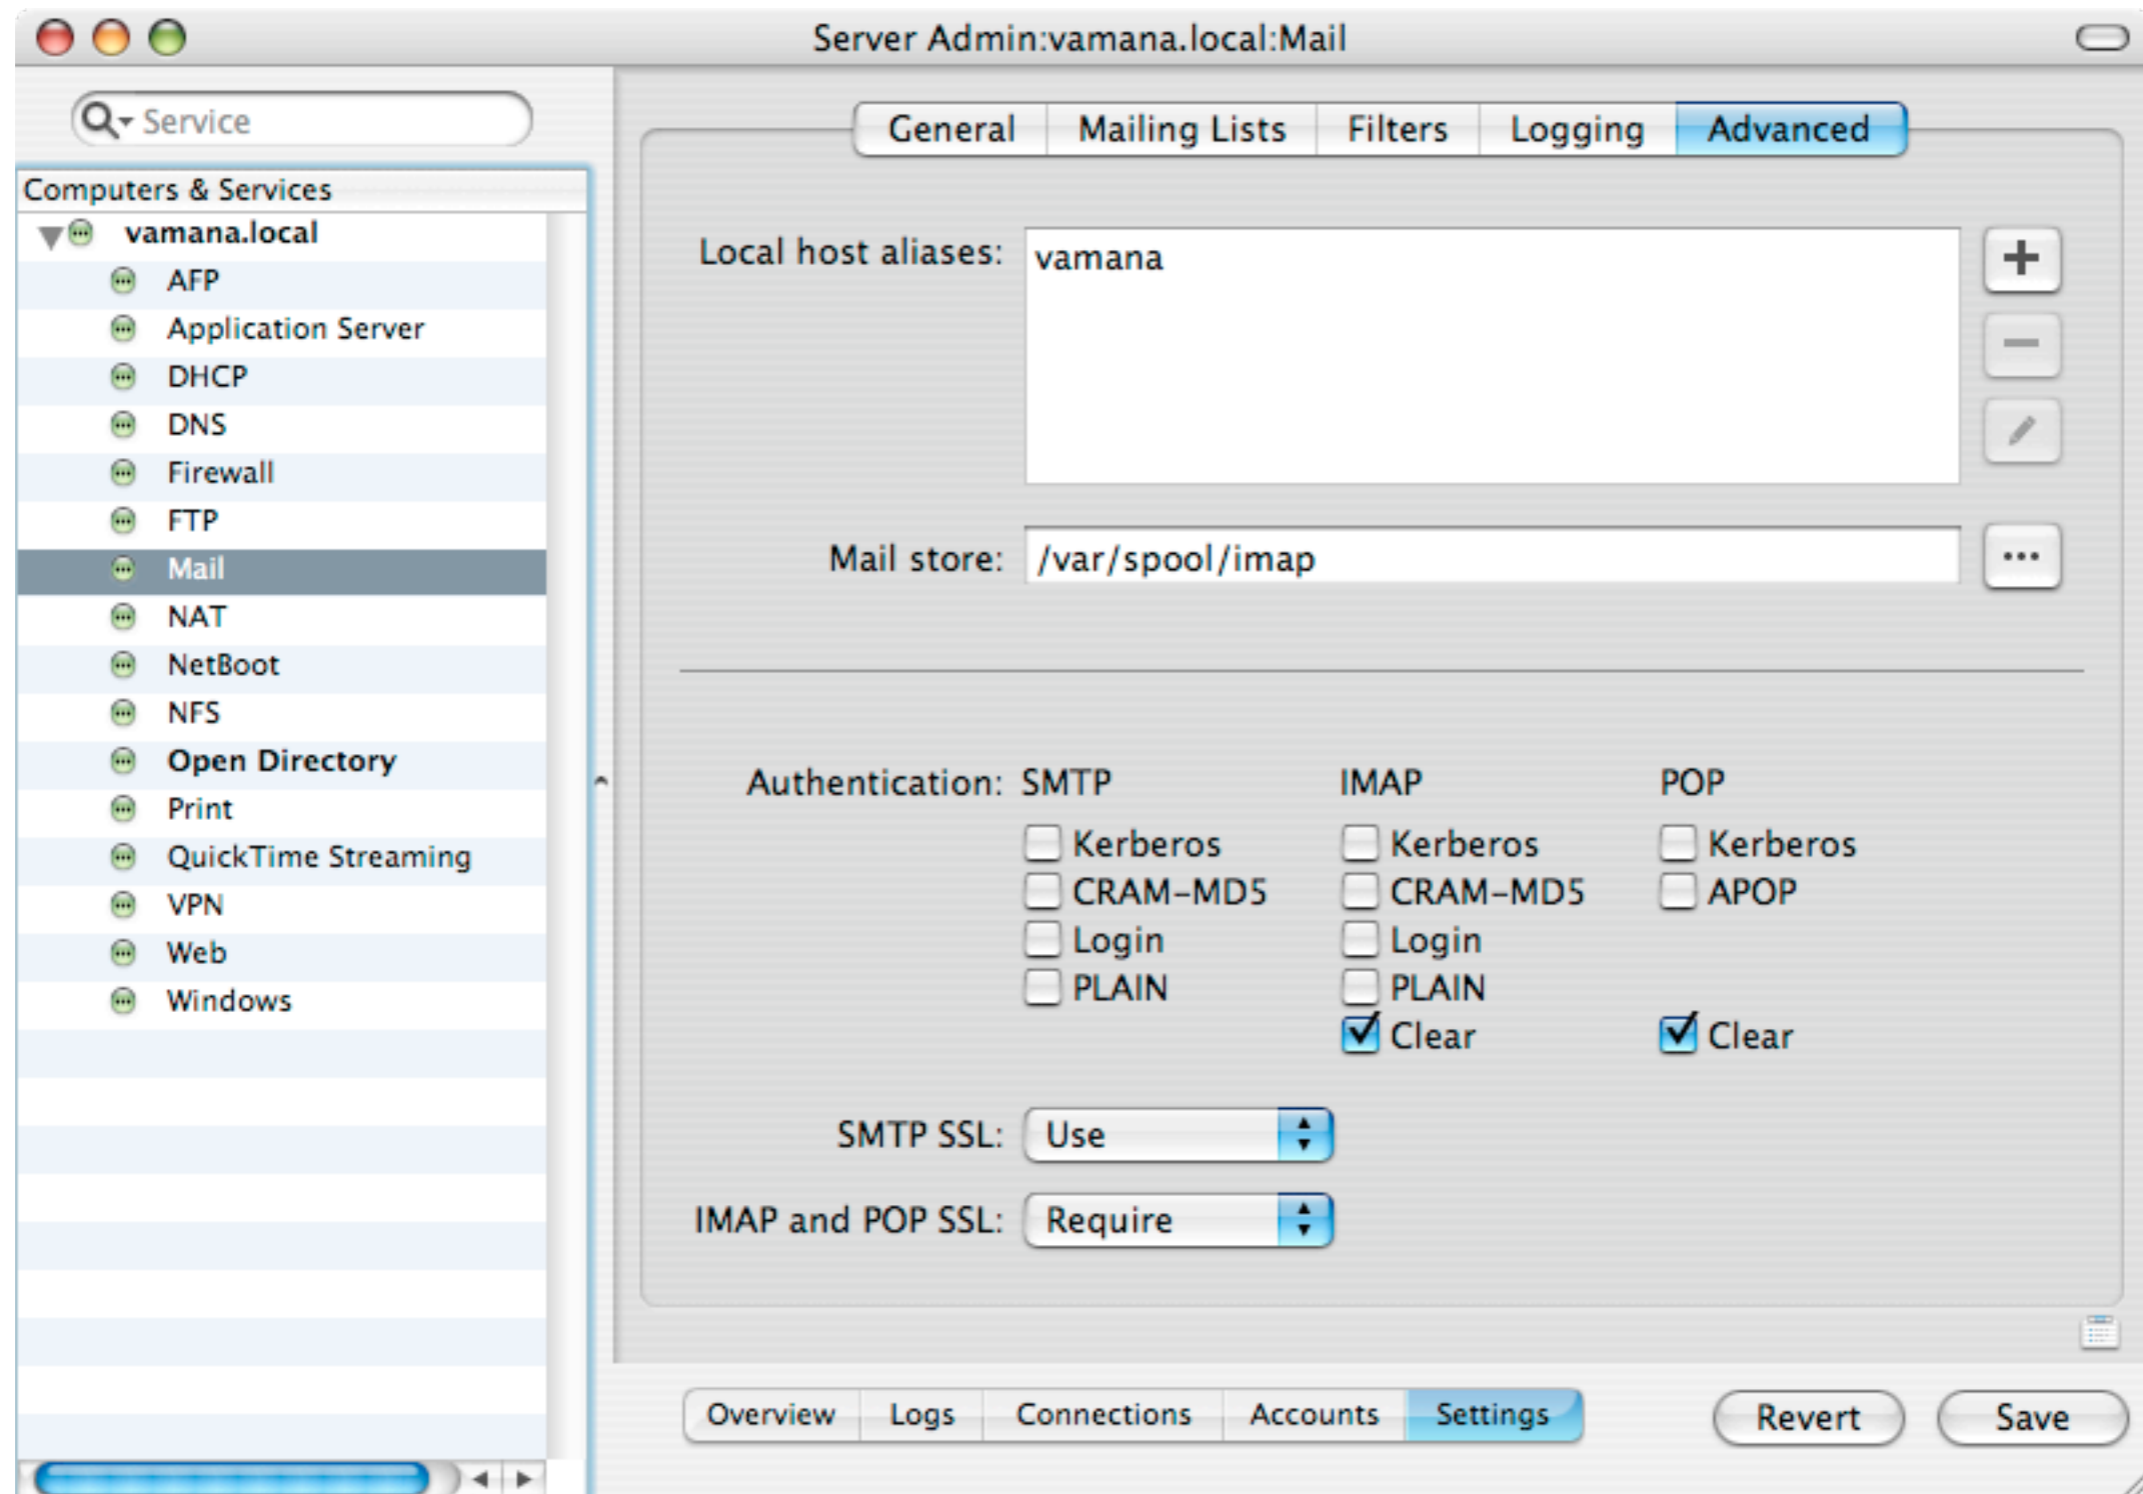 Server Admin:vamana.local:Mail
Service
Computers & Services
vamana.local
AFP
Application Server
DHCP
DNS
Firewall
FTP
Mail
NAT
NetBoot
NFS
Open Directory
Print
QuickTime Streaming
VPN
Web
Windows
General Mailing Lists Filters Logging Advanced
Local host aliases: vamana
Mail store: /var/spool/imap
Authentication: SMTP IMAP POP
Kerberos Kerberos Kerberos
CRAM-MD5 CRAM-MD5 APOP
Login Login
PLAIN PLAIN
Clear Clear
SMTP SSL: Use
IMAP and POP SSL: Require
Overview Logs Connections Accounts Settings Revert Save